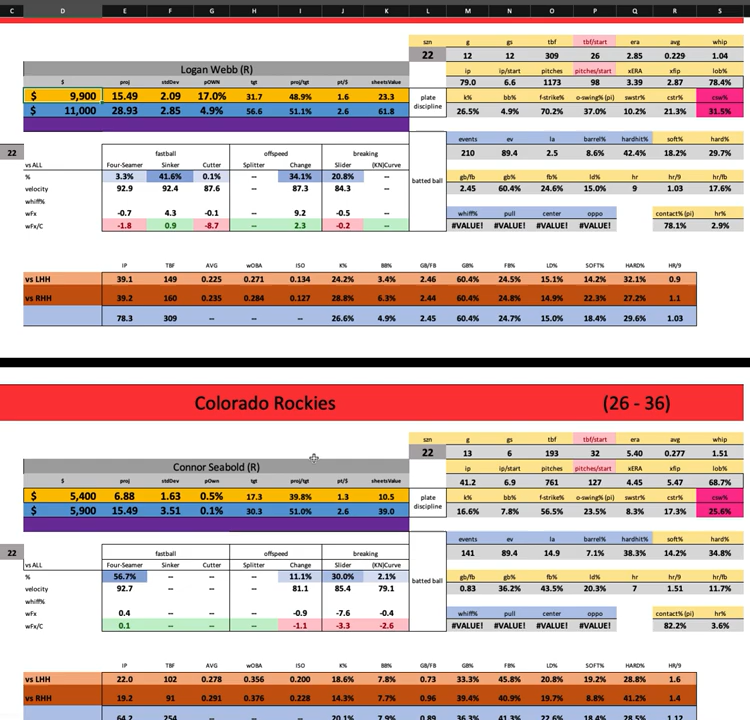 C D E F G H I J K L M N O P Q R S
szn g gs tbf tbf/start era avg whip
22 12 12 309 26 2.85 0.229 1.04
Logan Webb (R) ip ip/start pitches pitches/start xERA xfip lob%
$ proj stdDev pOWN tgt proj/tgt pt/$ sheetsValue 79.0 6.6 1173 98 3.39 2.87 78.4%
$ 9,900 15.49 2.09 17.0% 31.7 48.9% 1.6 23.3 plate discipline k% bb% f-strike% o-swing% (pi) swstr% cstr% csw%
$ 11,000 28.93 2.85 4.9% 56.6 51.1% 2.6 61.8 26.5% 4.9% 70.2% 37.0% 10.2% 21.3% 31.5%
events ev la barrel% hardhit% soft% hard%
22 fastball offspeed breaking 210 89.4 2.5 8.6% 42.4% 18.2% 29.7%
vs ALL Four-Seamer Sinker Cutter Splitter Change Slider (KN)Curve
% 3.3% 41.6% 0.1% -- 34.1% 20.8% -- batted ball gb/fb gb% fb% ld% hr hr/9 hr/fb
velocity 92.9 92.4 87.6 -- 87.3 84.3 -- 2.45 60.4% 24.6% 15.0% 9 1.03 17.6%
whiff%
wFx -0.7 4.3 -0.1 -- 9.2 -0.5 -- whiff% pull center oppo contact% (pi) hr%
wFx/C -1.8 0.9 -8.7 -- 2.3 -0.2 -- #VALUE! #VALUE! #VALUE! #VALUE! 78.1% 2.9%
IP TBF AVG wOBA ISO K% BB% GB/FB GB% FB% LD% SOFT% HARD% HR/9
vs LHH 39.1 149 0.225 0.271 0.134 24.2% 3.4% 2.46 60.4% 24.5% 15.1% 14.2% 32.1% 0.9
vs RHH 39.2 160 0.235 0.284 0.127 28.8% 6.3% 2.44 60.4% 24.8% 14.9% 22.3% 27.2% 1.1
78.3 309 -- -- -- 26.6% 4.9% 2.45 60.4% 24.7% 15.0% 18.4% 29.6% 1.03
Colorado Rockies (26 - 36)
szn g gs tbf tbf/start era avg whip
22 13 6 193 32 5.40 0.277 1.51
Connor Seabold (R) ip ip/start pitches pitches/start xERA xfip lob%
$ proj stdDev pOwn tgt proj/tgt pt/$ sheetsValue 41.2 6.9 761 127 4.45 5.47 68.7%
$ 5,400 6.88 1.63 0.5% 17.3 39.8% 1.3 10.5 plate discipline k% bb% f-strike% o-swing% (pi) swstr% cstr% csw%
$ 5,900 15.49 3.51 0.1% 30.3 51.0% 2.6 39.0 16.6% 7.8% 56.5% 23.5% 8.3% 17.3% 25.6%
events ev la barrel% hardhit% soft% hard%
22 fastball offspeed breaking 141 89.4 14.9 7.1% 38.3% 14.2% 34.8%
vs ALL Four-Seamer Sinker Cutter Splitter Change Slider (KN)Curve
% 56.7% -- -- -- 11.1% 30.0% 2.1% batted ball gb/fb gb% fb% ld% hr hr/9 hr/fb
velocity 92.7 -- -- -- 81.1 85.4 79.1 0.83 36.2% 43.5% 20.3% 7 1.51 11.7%
whiff%
wFx 0.4 -- -- -- -0.9 -7.6 -0.4 whiff% pull center oppo contact% (pi) hr%
wFx/C 0.1 -- -- -- -1.1 -3.3 -2.6 #VALUE! #VALUE! #VALUE! #VALUE! 82.2% 3.6%
IP TBF AVG wOBA ISO K% BB% GB/FB GB% FB% LD% SOFT% HARD% HR/9
vs LHH 22.0 102 0.278 0.356 0.200 18.6% 7.8% 0.73 33.3% 45.8% 20.8% 19.2% 28.8% 1.6
vs RHH 19.2 91 0.291 0.376 0.228 14.3% 7.7% 0.96 39.4% 40.9% 19.7% 8.8% 41.2% 1.4
64.2 254 -- -- -- 20.1% 7.9% 0.89 36.3% 41.3% 22.6% 18.4% 28.5% 1.12